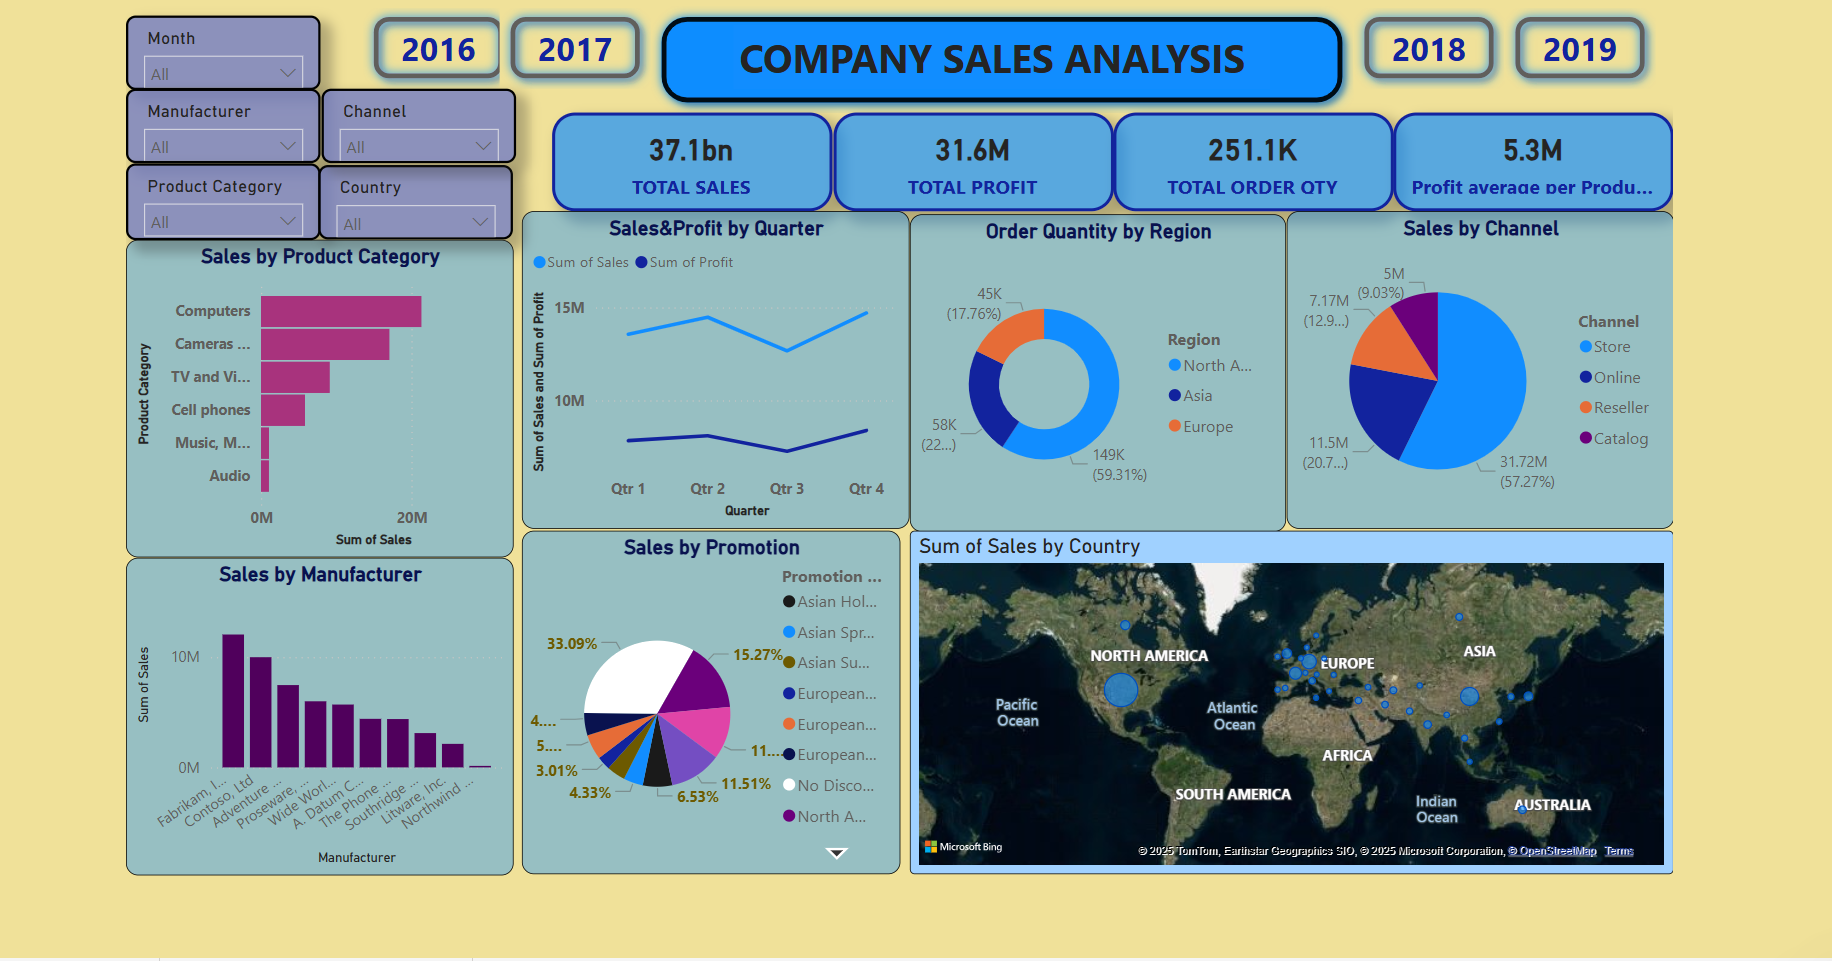 Month
All
2016
2017
COMPANY SALES ANALYSIS
2018
2019
Manufacturer
All
Channel
All
Product Category
All
Country
All
37.1bn
TOTAL SALES
31.6M
TOTAL PROFIT
251.1K
TOTAL ORDER QTY
5.3M
Profit average per Produ...
Sales by Product Category
Product Category
Computers
Cameras ...
TV and Vi...
Cell phones
Music, M...
Audio
0M
20M
Sum of Sales
Sales&Profit by Quarter
Sum of Sales
Sum of Profit
Sum of Sales and Sum of Profit
15M
10M
Qtr 1
Qtr 2
Qtr 3
Qtr 4
Quarter
Order Quantity by Region
45K
(17.76%)
58K
(22...)
149K
(59.31%)
Region
North A...
Asia
Europe
Sales by Channel
5M
(9.03%)
7.17M
(12.9...)
11.5M
(20.7...)
31.72M
(57.27%)
Channel
Store
Online
Reseller
Catalog
Sales by Manufacturer
Sum of Sales
10M
0M
Fabrikam, I...
Contoso, Ltd
Adventure ...
Proseware, ...
Wide Worl...
A. Datum C...
The Phone ...
Southridge ...
Litware, Inc.
Northwind ...
Manufacturer
Sales by Promotion
33.09%
15.27%
11....
11.51%
6.53%
4.33%
3.01%
5....
4....
Promotion ...
Asian Hol...
Asian Spr...
Asian Su...
European...
European...
European...
No Disco...
North A...
Sum of Sales by Country
NORTH AMERICA
EUROPE
ASIA
Pacific
Ocean
Atlantic
Ocean
AFRICA
SOUTH AMERICA
Indian
Ocean
AUSTRALIA
Microsoft Bing
© 2025 TomTom, Earthstar Geographics SIO, © 2025 Microsoft Corporation, © OpenStreetMap Terms